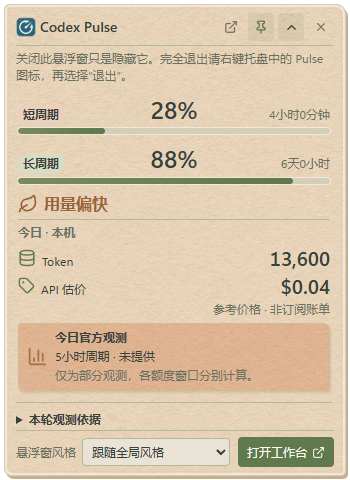 Codex Pulse
关闭此悬浮窗只是隐藏它。完全退出请右键托盘中的 Pulse
图标，再选择“退出”。
短周期 28% 4小时0分钟
长周期 88% 6天0小时
用量偏快
今日 · 本机
Token 13,600
API 估价 $0.04
参考价格 · 非订阅账单
今日官方观测
5小时周期 · 未提供
仅为部分观测，各额度窗口分别计算。
本轮观测依据
悬浮窗风格 跟随全局风格 打开工作台